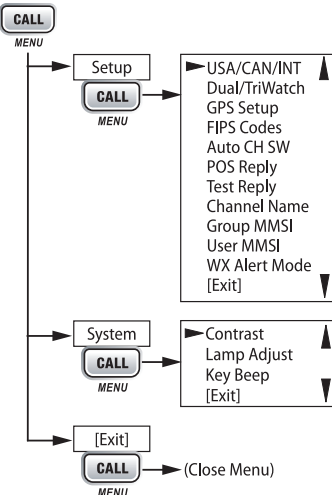 CALL
MENU
Setup
CALL
MENU
USA/CAN/INT
Dual/TriWatch
GPS Setup
FIPS Codes
Auto CH SW
POS Reply
Test Reply
Channel Name
Group MMSI
User MMSI
WX Alert Mode
[Exit]
System
CALL
MENU
Contrast
Lamp Adjust
Key Beep
[Exit]
[Exit]
CALL
MENU
(Close Menu)